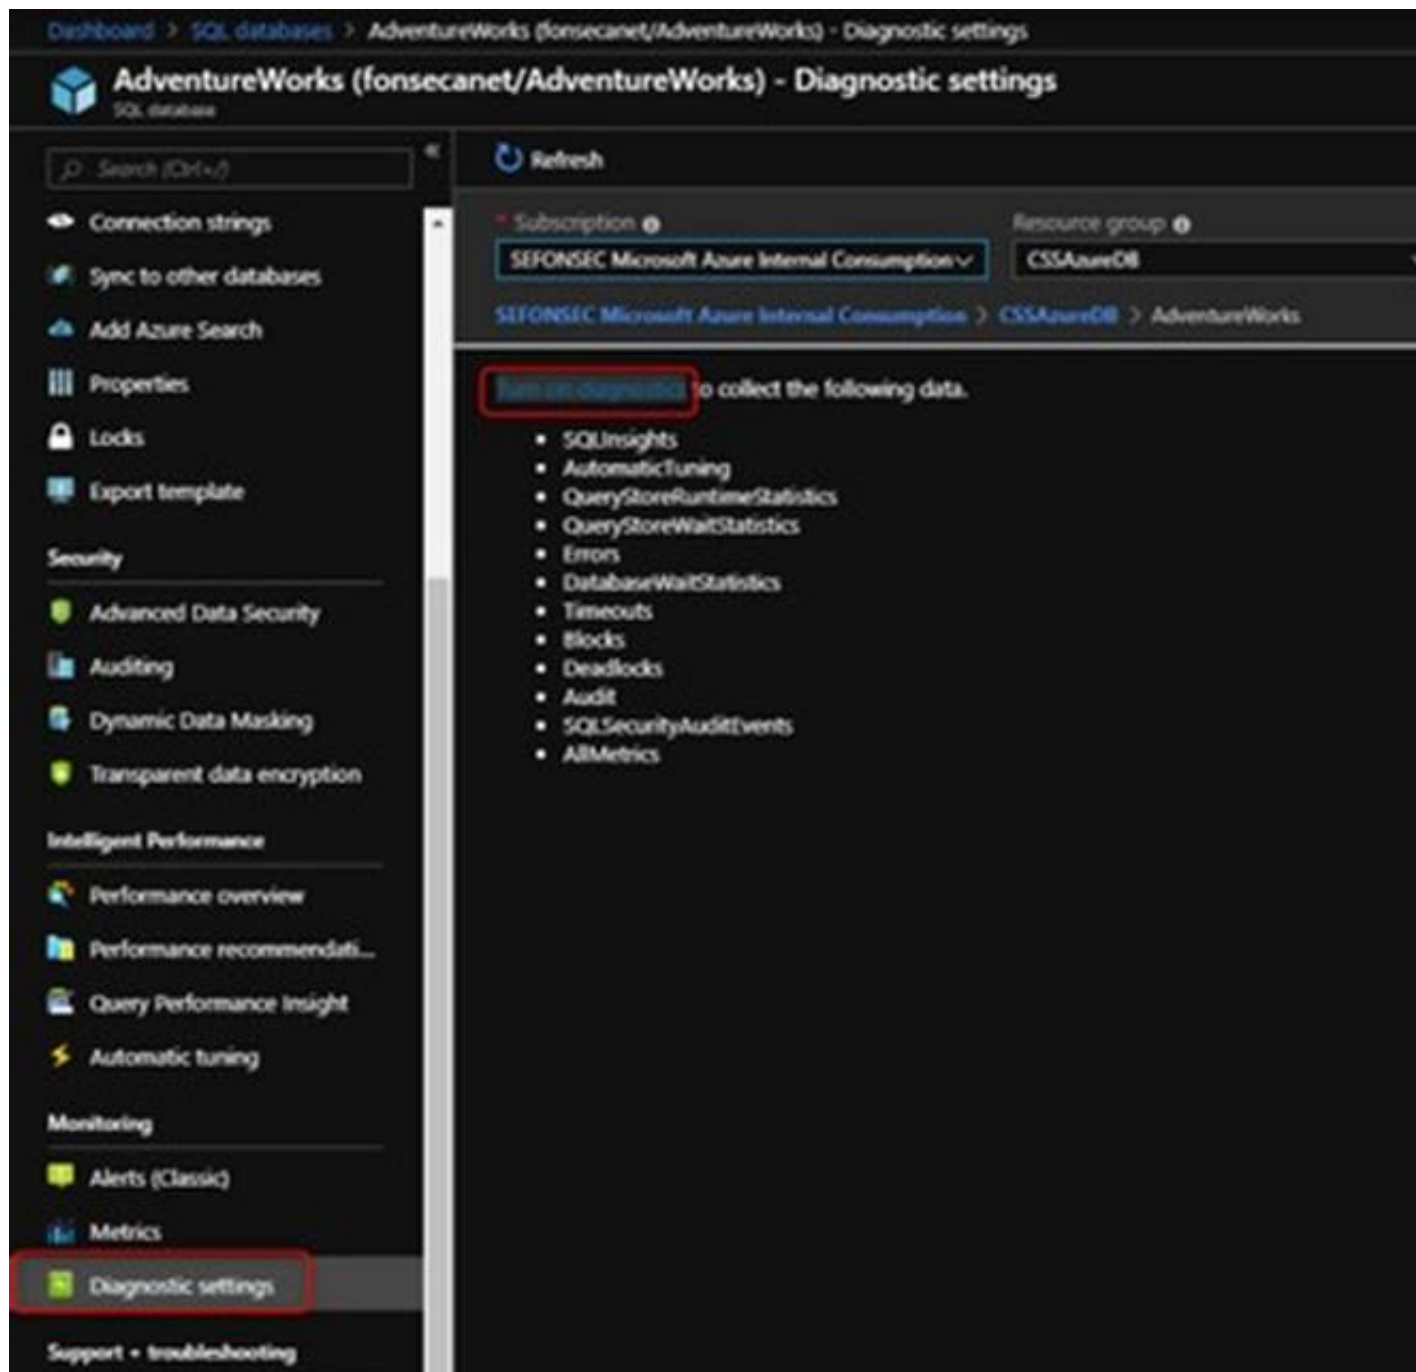 Dashboard > SQL databases > AdventureWorks (fonsecanet/AdventureWorks) - Diagnostic settings
AdventureWorks (fonsecanet/AdventureWorks) - Diagnostic settings
SQL database
Search (Ctrl+/)
«
Connection strings
Sync to other databases
Add Azure Search
Properties
Locks
Export template
Security
Advanced Data Security
Auditing
Dynamic Data Masking
Transparent data encryption
Intelligent Performance
Performance overview
Performance recommendati...
Query Performance Insight
Automatic tuning
Monitoring
Alerts (Classic)
Metrics
Diagnostic settings
Support + troubleshooting
Refresh
* Subscription
SEFONSEC Microsoft Azure Internal Consumption
Resource group
CSSAzureDB
SEFONSEC Microsoft Azure Internal Consumption > CSSAzureDB > AdventureWorks
Turn on diagnostics to collect the following data.
• SQLInsights
• AutomaticTuning
• QueryStoreRuntimeStatistics
• QueryStoreWaitStatistics
• Errors
• DatabaseWaitStatistics
• Timeouts
• Blocks
• Deadlocks
• Audit
• SQLSecurityAuditEvents
• AllMetrics